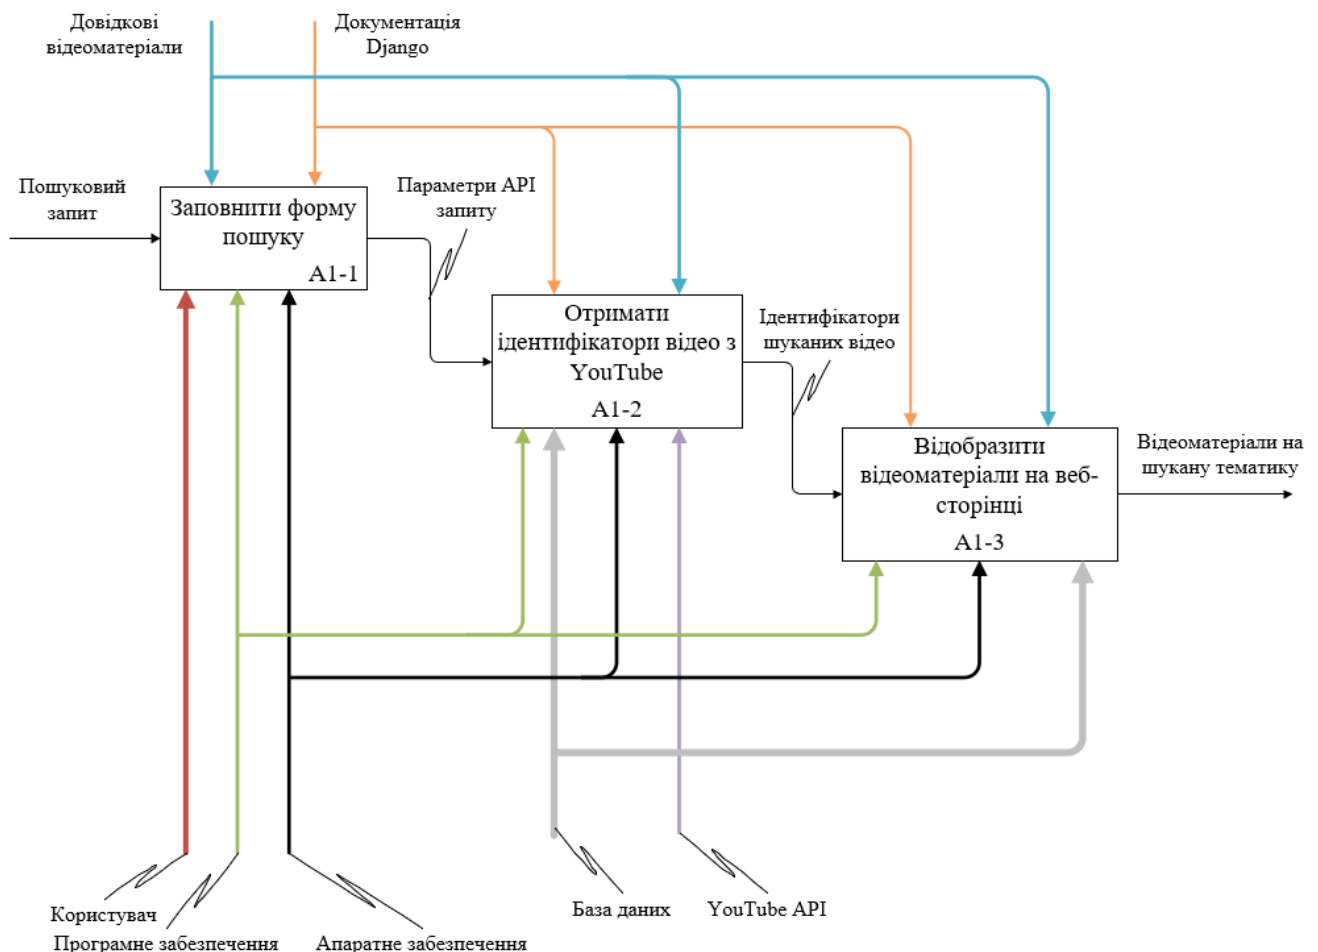 Довідкові
відеоматеріали
Документація
Django
Пошуковий
запит
Заповнити форму
пошуку
A1-1
Параметри API
запиту
Отримати
ідентифікатори відео з
YouTube
A1-2
Ідентифікатори
шуканих відео
Відобразити
відеоматеріали на веб-
сторінці
A1-3
Відеоматеріали на
шукану тематику
Користувач
Програмне забезпечення
Апаратне забезпечення
База даних
YouTube API